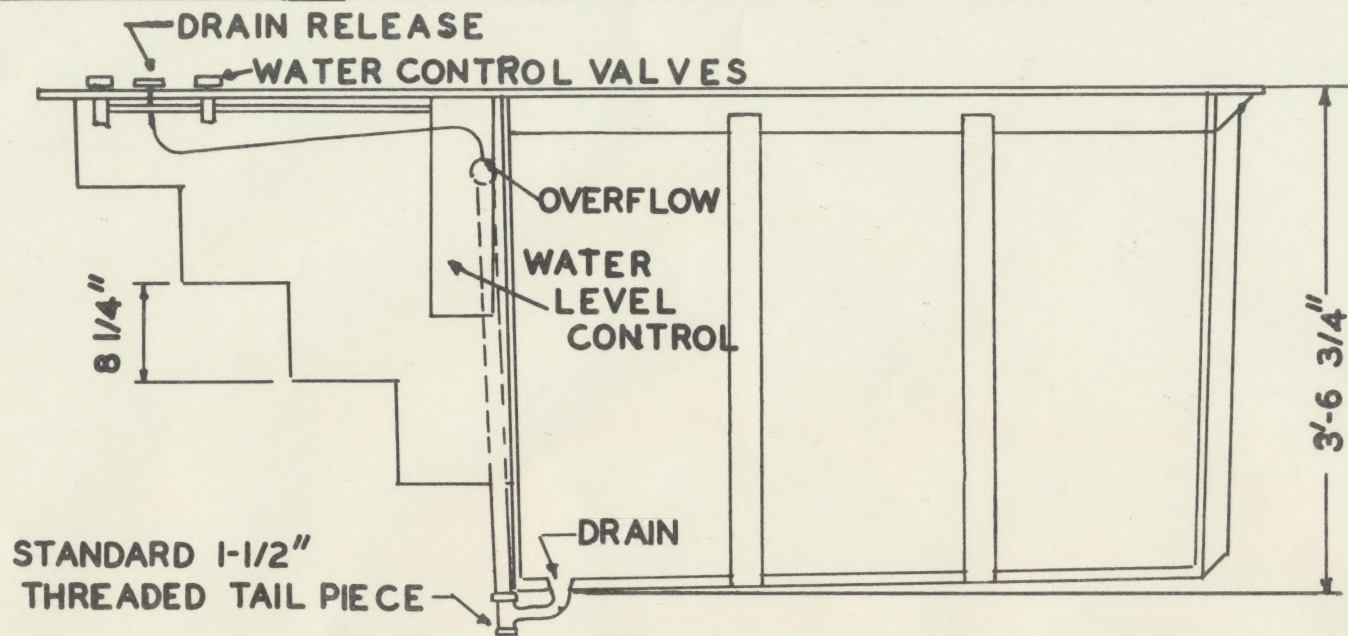 DRAIN RELEASE
WATER CONTROL VALVES
OVERFLOW
WATER
LEVEL
CONTROL
8 1/4"
3'-6 3/4"
DRAIN
STANDARD 1-1/2"
THREADED TAIL PIECE